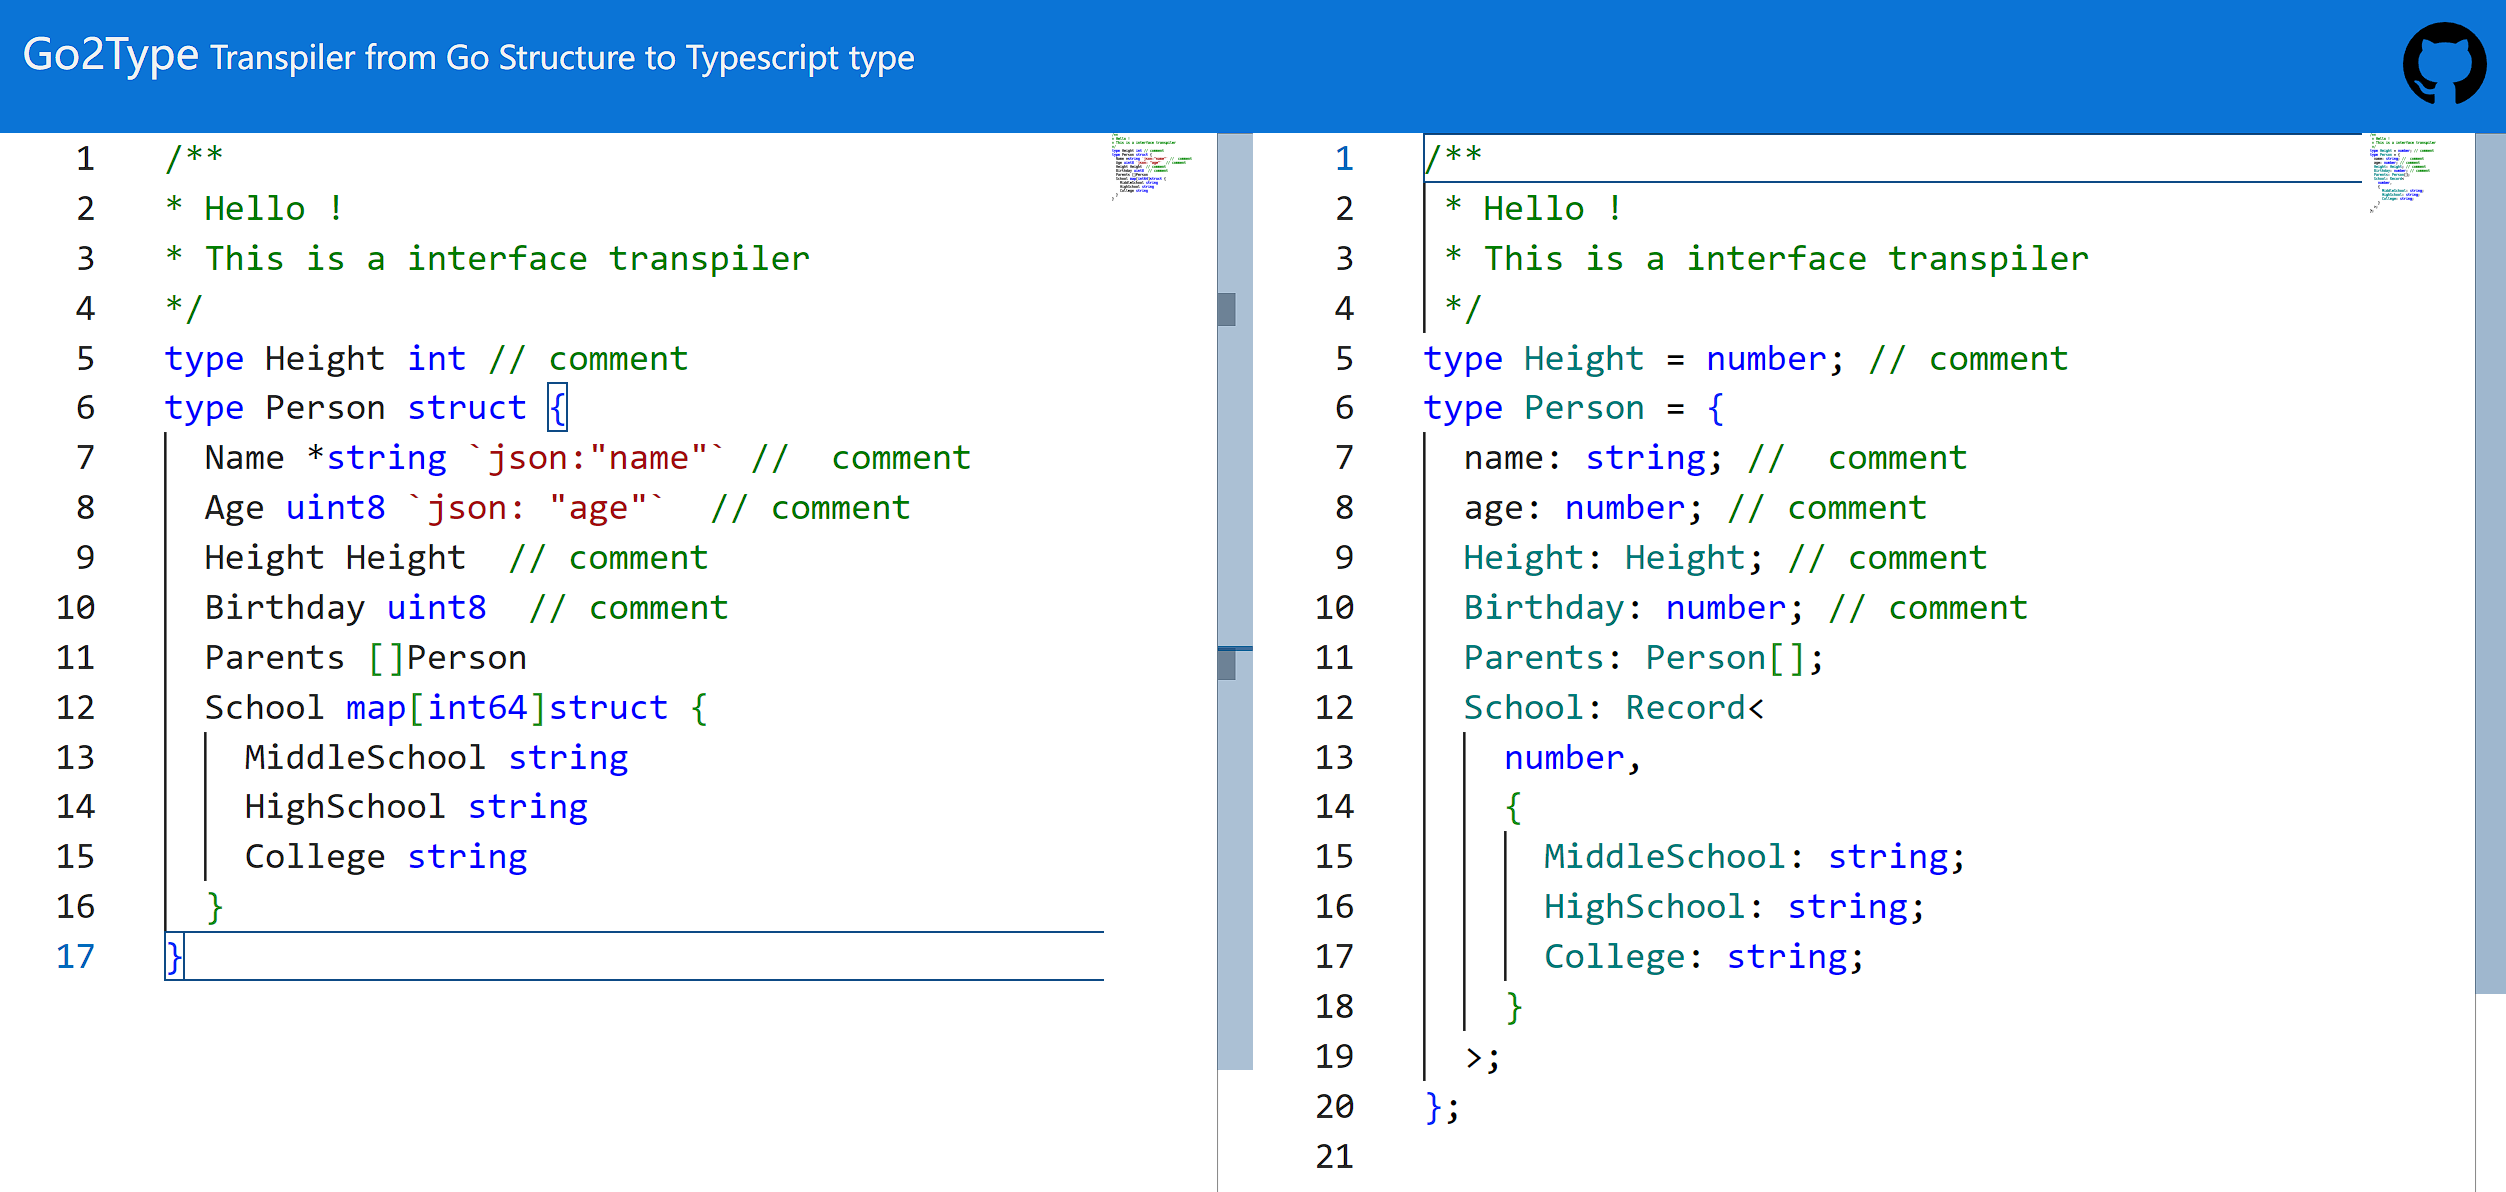 Go2Type Transpiler from Go Structure to Typescript type
1 /**
2 * Hello !
3 * This is a interface transpiler
4 */
5 type Height int // comment
6 type Person struct {
7   Name *string `json:"name"` //  comment
8   Age uint8 `json: "age"`  // comment
9   Height Height  // comment
10   Birthday uint8  // comment
11   Parents []Person
12   School map[int64]struct {
13     MiddleSchool string
14     HighSchool string
15     College string
16   }
17 }
1 /**
2  * Hello !
3  * This is a interface transpiler
4  */
5 type Height = number; // comment
6 type Person = {
7   name: string; //  comment
8   age: number; // comment
9   Height: Height; // comment
10   Birthday: number; // comment
11   Parents: Person[];
12   School: Record<
13     number,
14     {
15       MiddleSchool: string;
16       HighSchool: string;
17       College: string;
18     }
19   >;
20 };
21